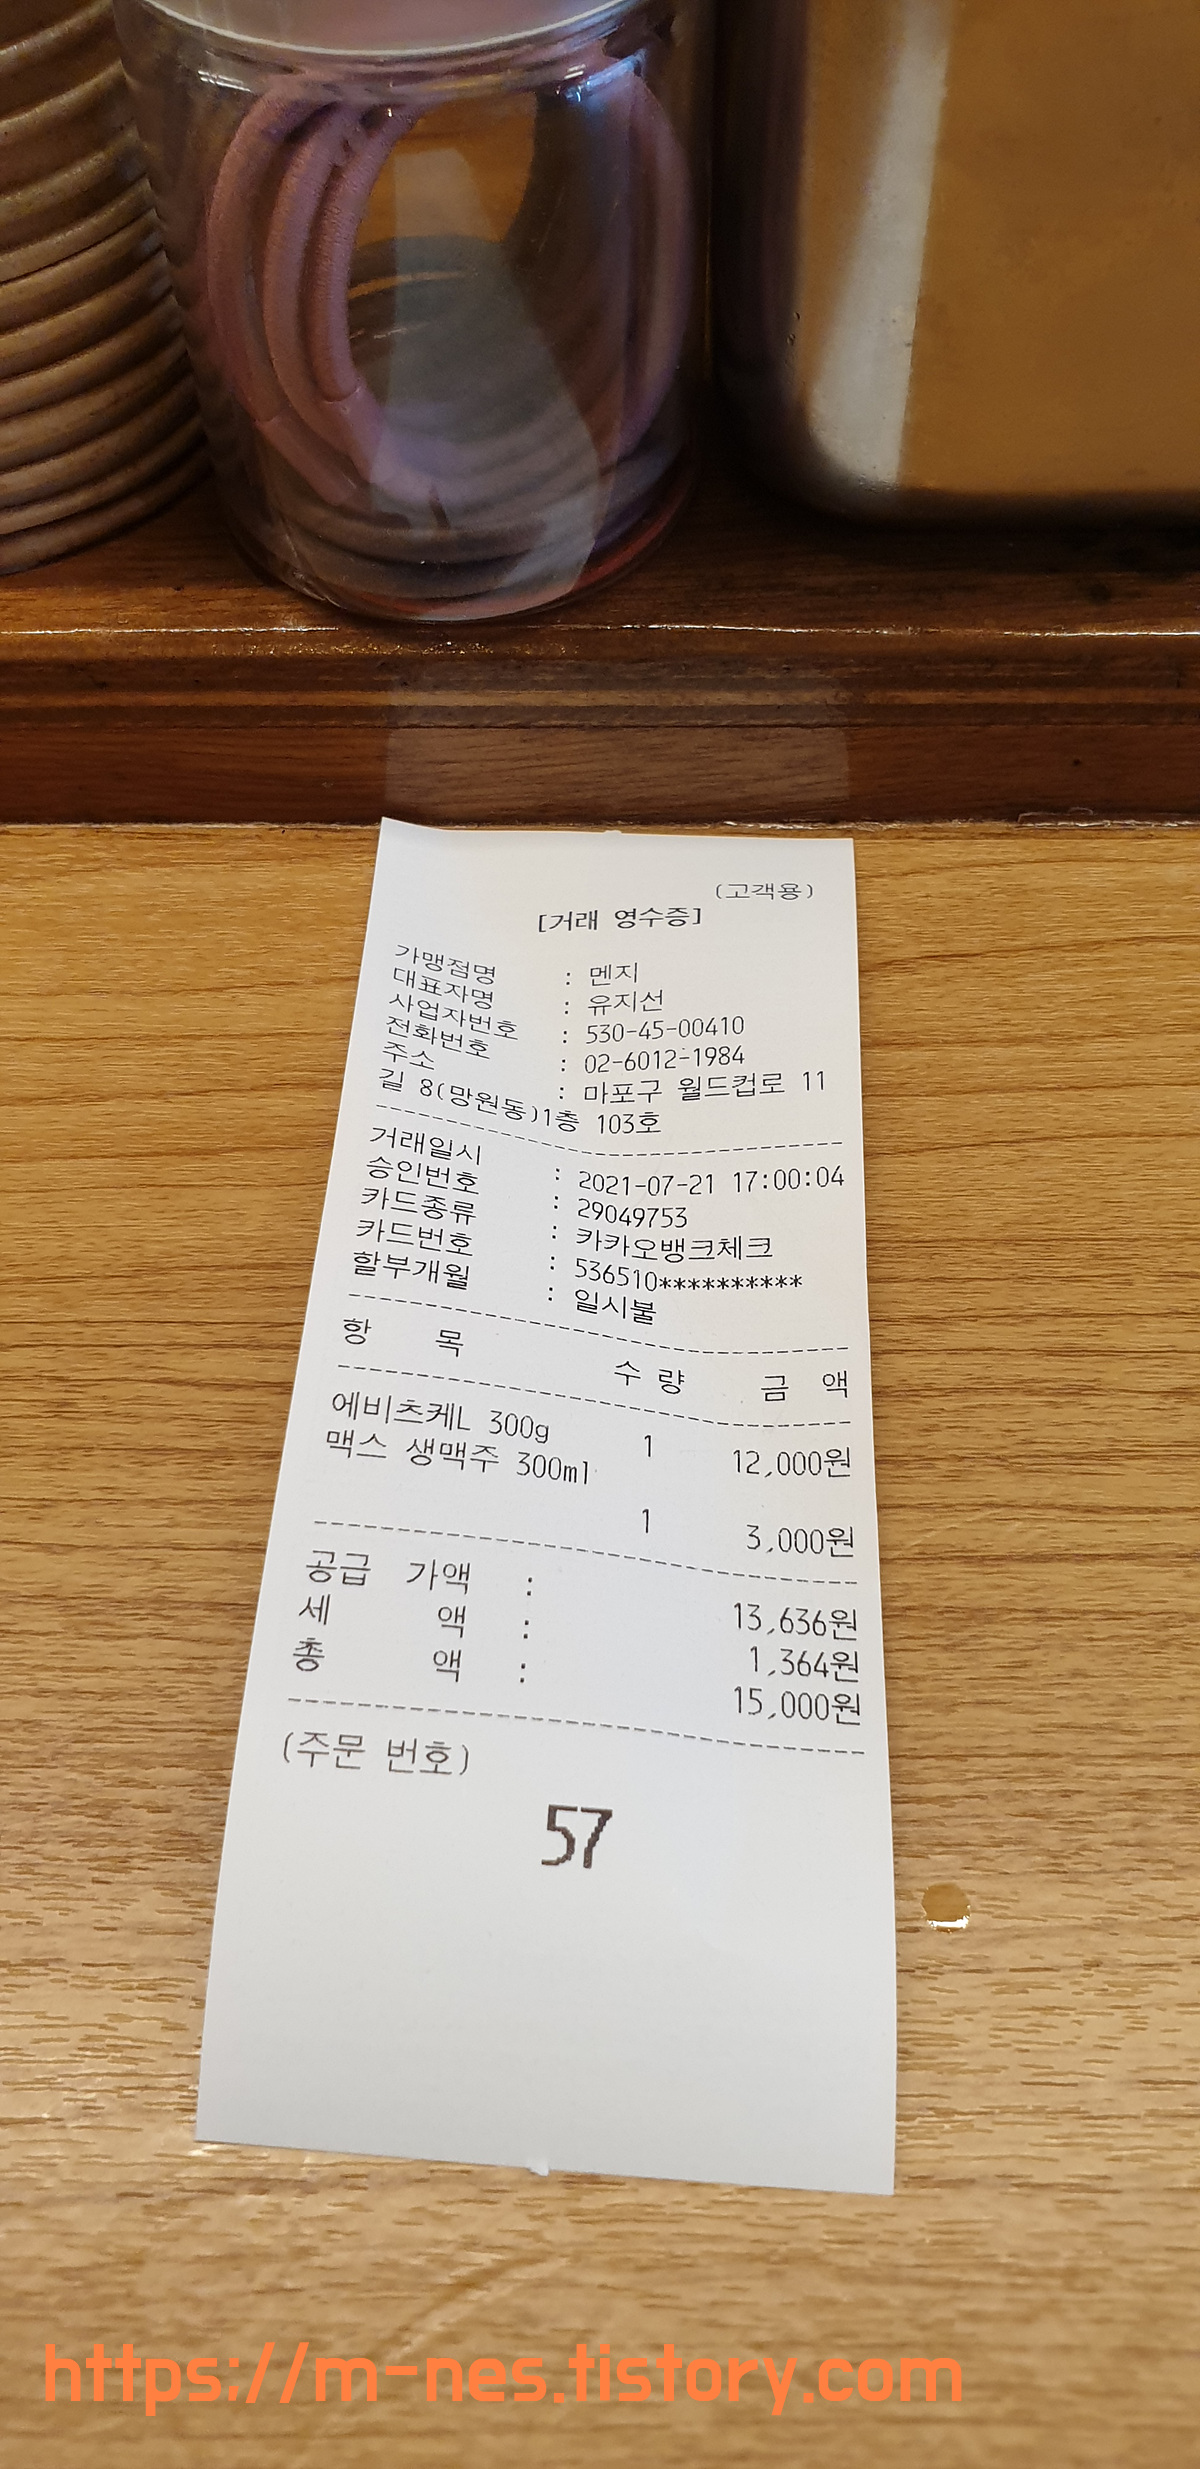 (고객용)
[거래 영수증]
가맹점명 : 멘지
대표자명 : 유지선
사업자번호 : 530-45-00410
전화번호 : 02-6012-1984
주소 : 마포구 월드컵로 11
길 8(망원동)1층 103호
거래일시 : 2021-07-21 17:00:04
승인번호 : 29049753
카드종류 : 카카오뱅크체크
카드번호 : 536510**********
할부개월 : 일시불
항 목 수 량 금 액
에비츠케L 300g 1 12,000원
맥스 생맥주 300ml
1 3,000원
공급 가액 : 13,636원
세 액 : 1,364원
총 액 : 15,000원
(주문 번호)
57
https://m-nes.tistory.com